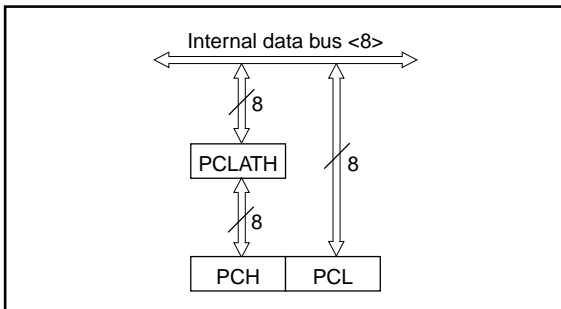 Internal data bus <8>
8
PCLATH
8
8
PCH PCL